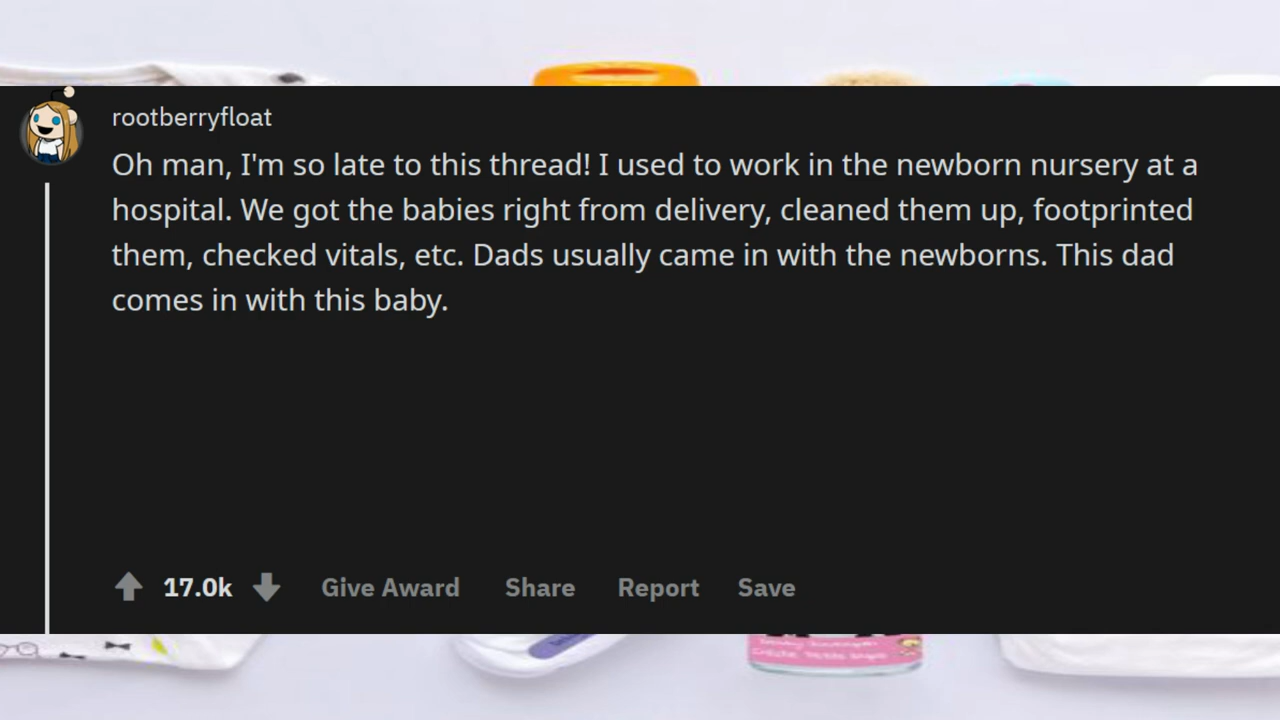 rootberryfloat
Oh man, I'm so late to this thread! I used to work in the newborn nursery at a
hospital. We got the babies right from delivery, cleaned them up, footprinted
them, checked vitals, etc. Dads usually came in with the newborns. This dad
comes in with this baby.
17.0k Give Award Share Report Save